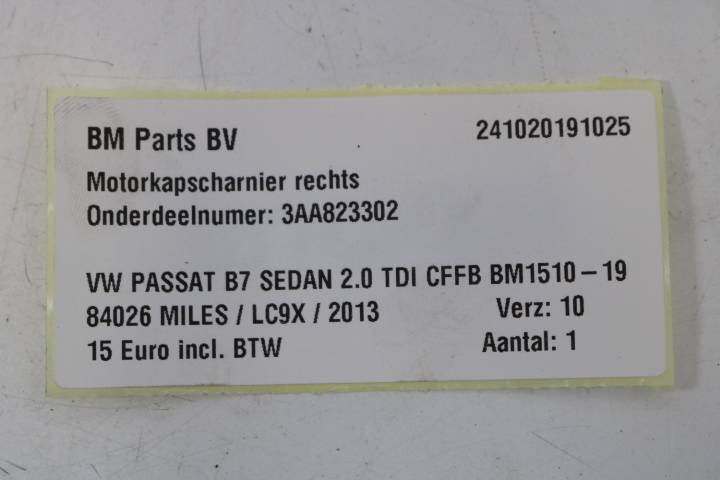 BM Parts BV 241020191025
Motorkapscharnier rechts
Onderdeelnumer: 3AA823302
VW PASSAT B7 SEDAN 2.0 TDI CFFB BM1510-19
84026 MILES / LC9X / 2013 Verz: 10
15 Euro incl. BTW Aantal: 1